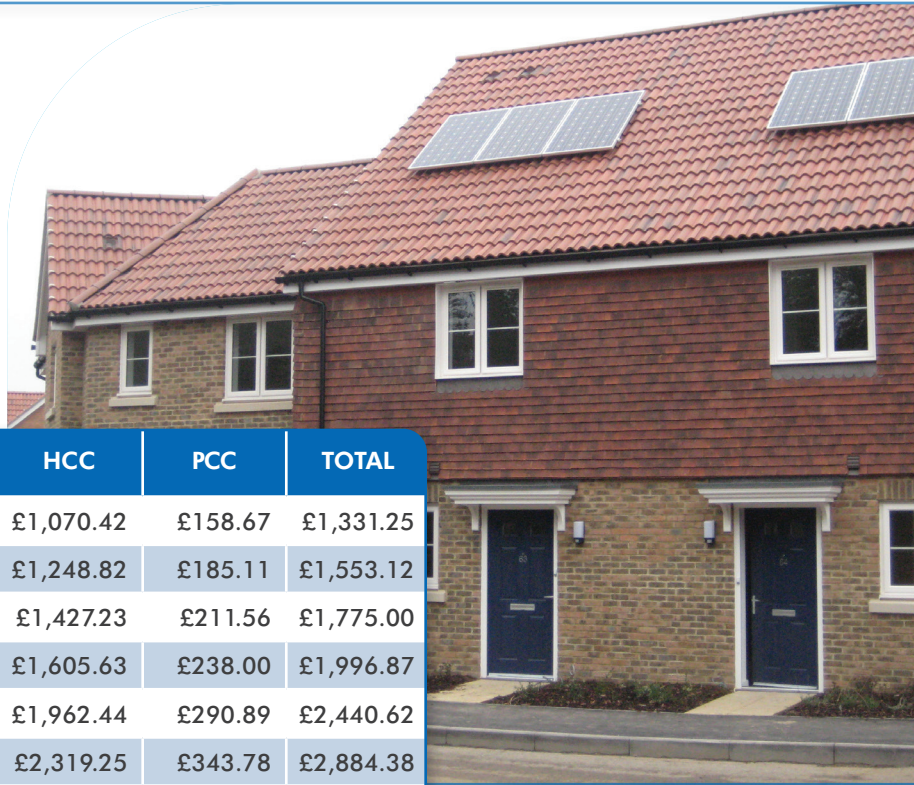 HCC PCC TOTAL
£1,070.42 £158.67 £1,331.25
£1,248.82 £185.11 £1,553.12
£1,427.23 £211.56 £1,775.00
£1,605.63 £238.00 £1,996.87
£1,962.44 £290.89 £2,440.62
£2,319.25 £343.78 £2,884.38